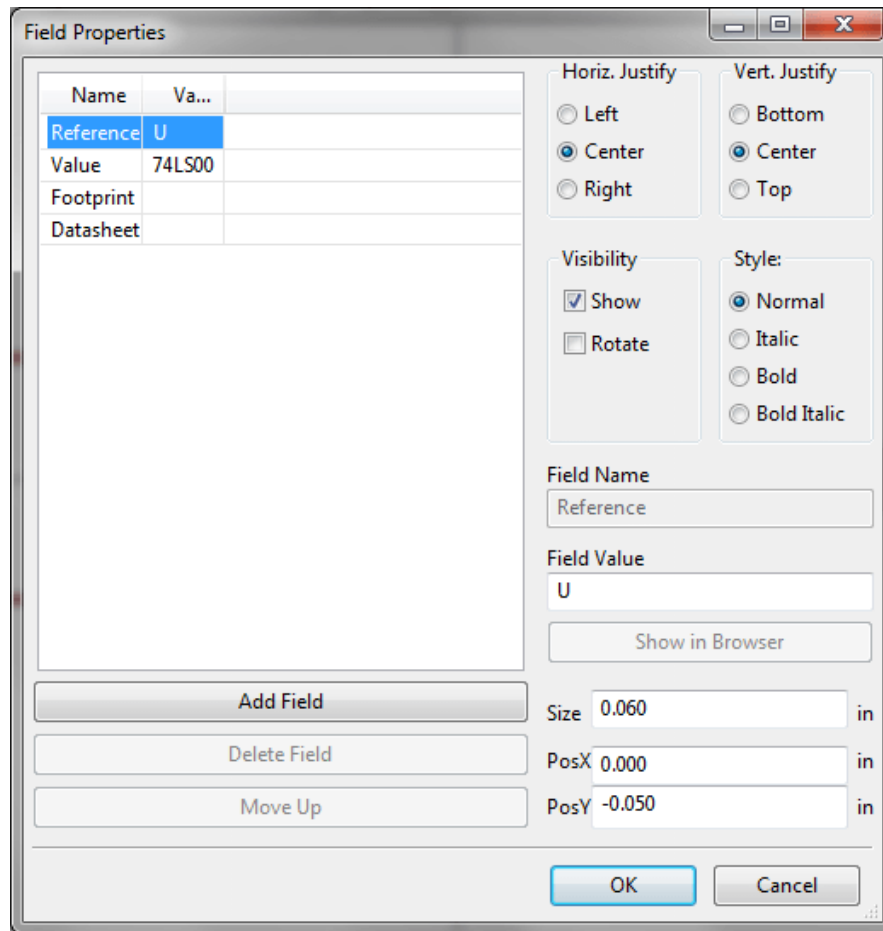 Field Properties
Name Va...
Reference U
Value 74LS00
Footprint
Datasheet
Horiz. Justify
Left
Center
Right
Vert. Justify
Bottom
Center
Top
Visibility
Show
Rotate
Style:
Normal
Italic
Bold
Bold Italic
Field Name
Reference
Field Value
U
Show in Browser
Add Field
Delete Field
Move Up
Size 0.060 in
PosX 0.000 in
PosY -0.050 in
OK Cancel